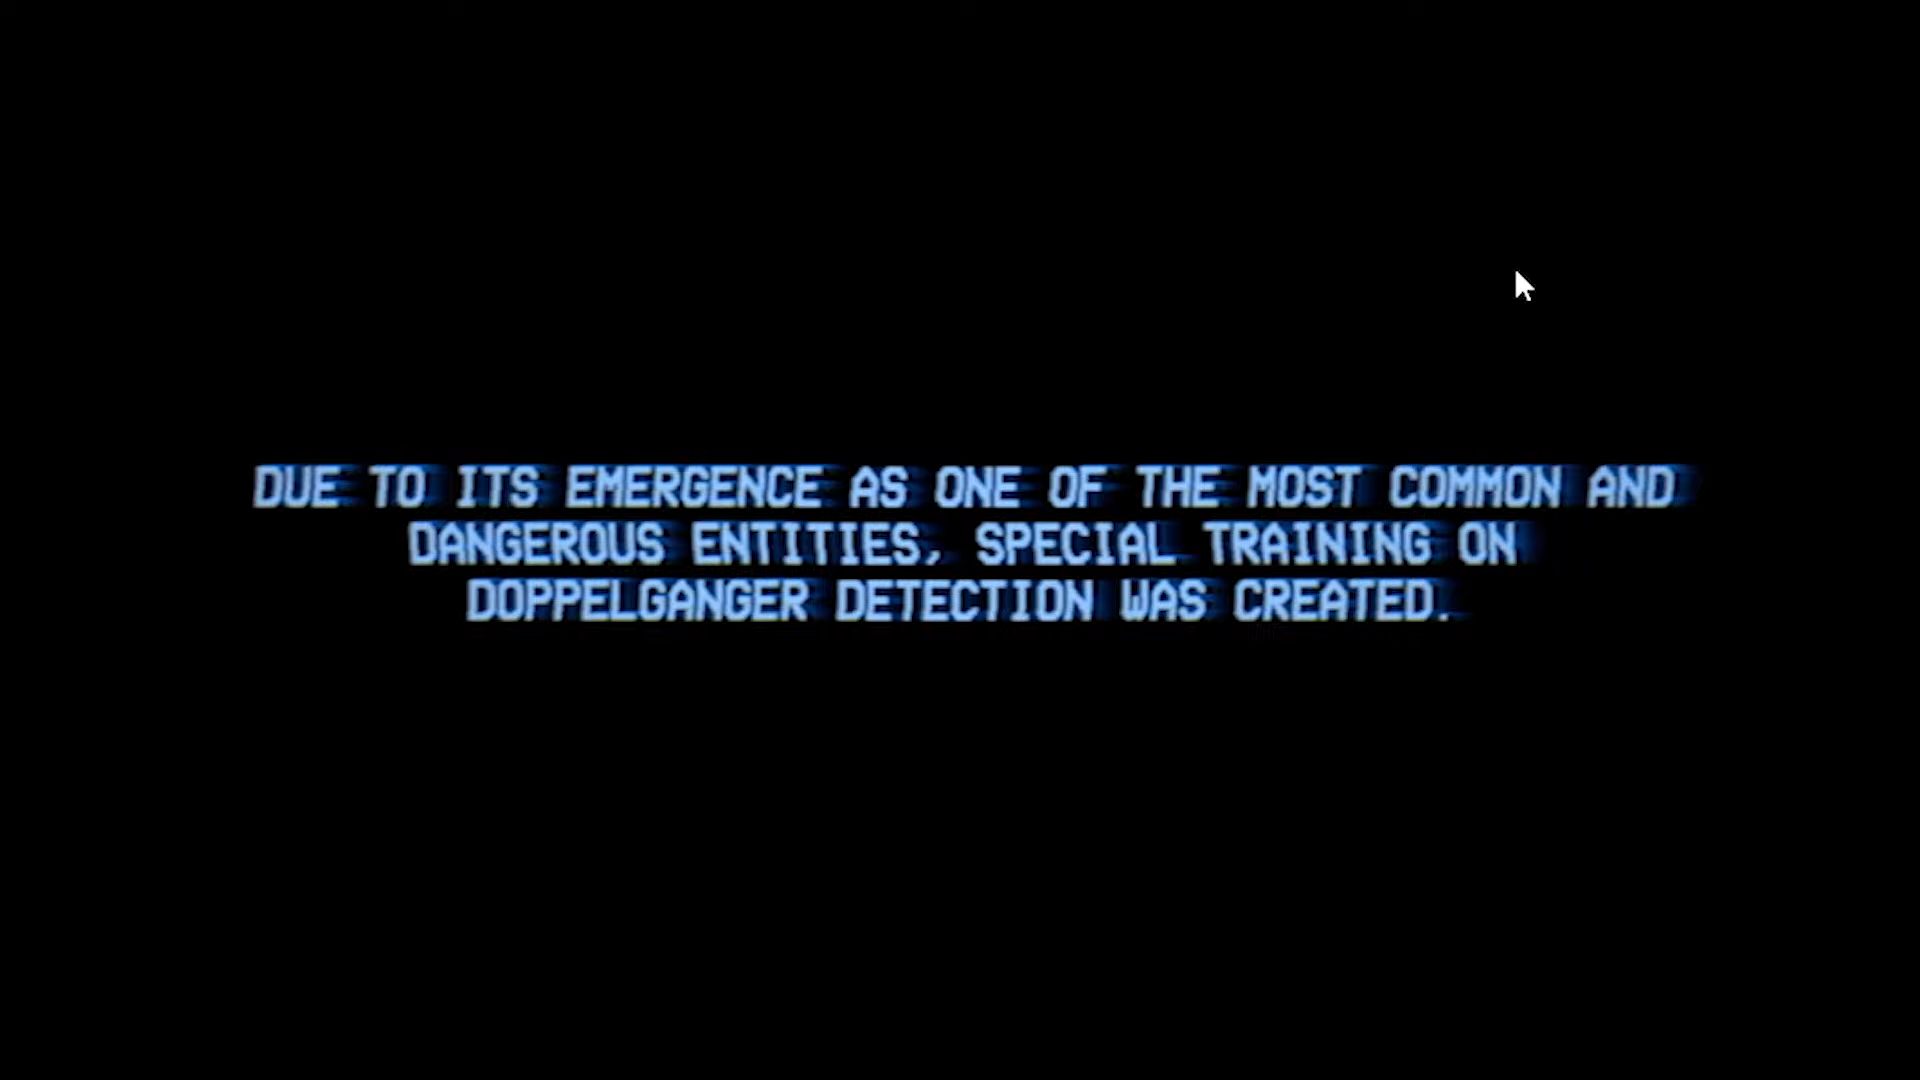 DUE TO ITS EMERGENCE AS ONE OF THE MOST COMMON AND
DANGEROUS ENTITIES, SPECIAL TRAINING ON
DOPPELGANGER DETECTION WAS CREATED.